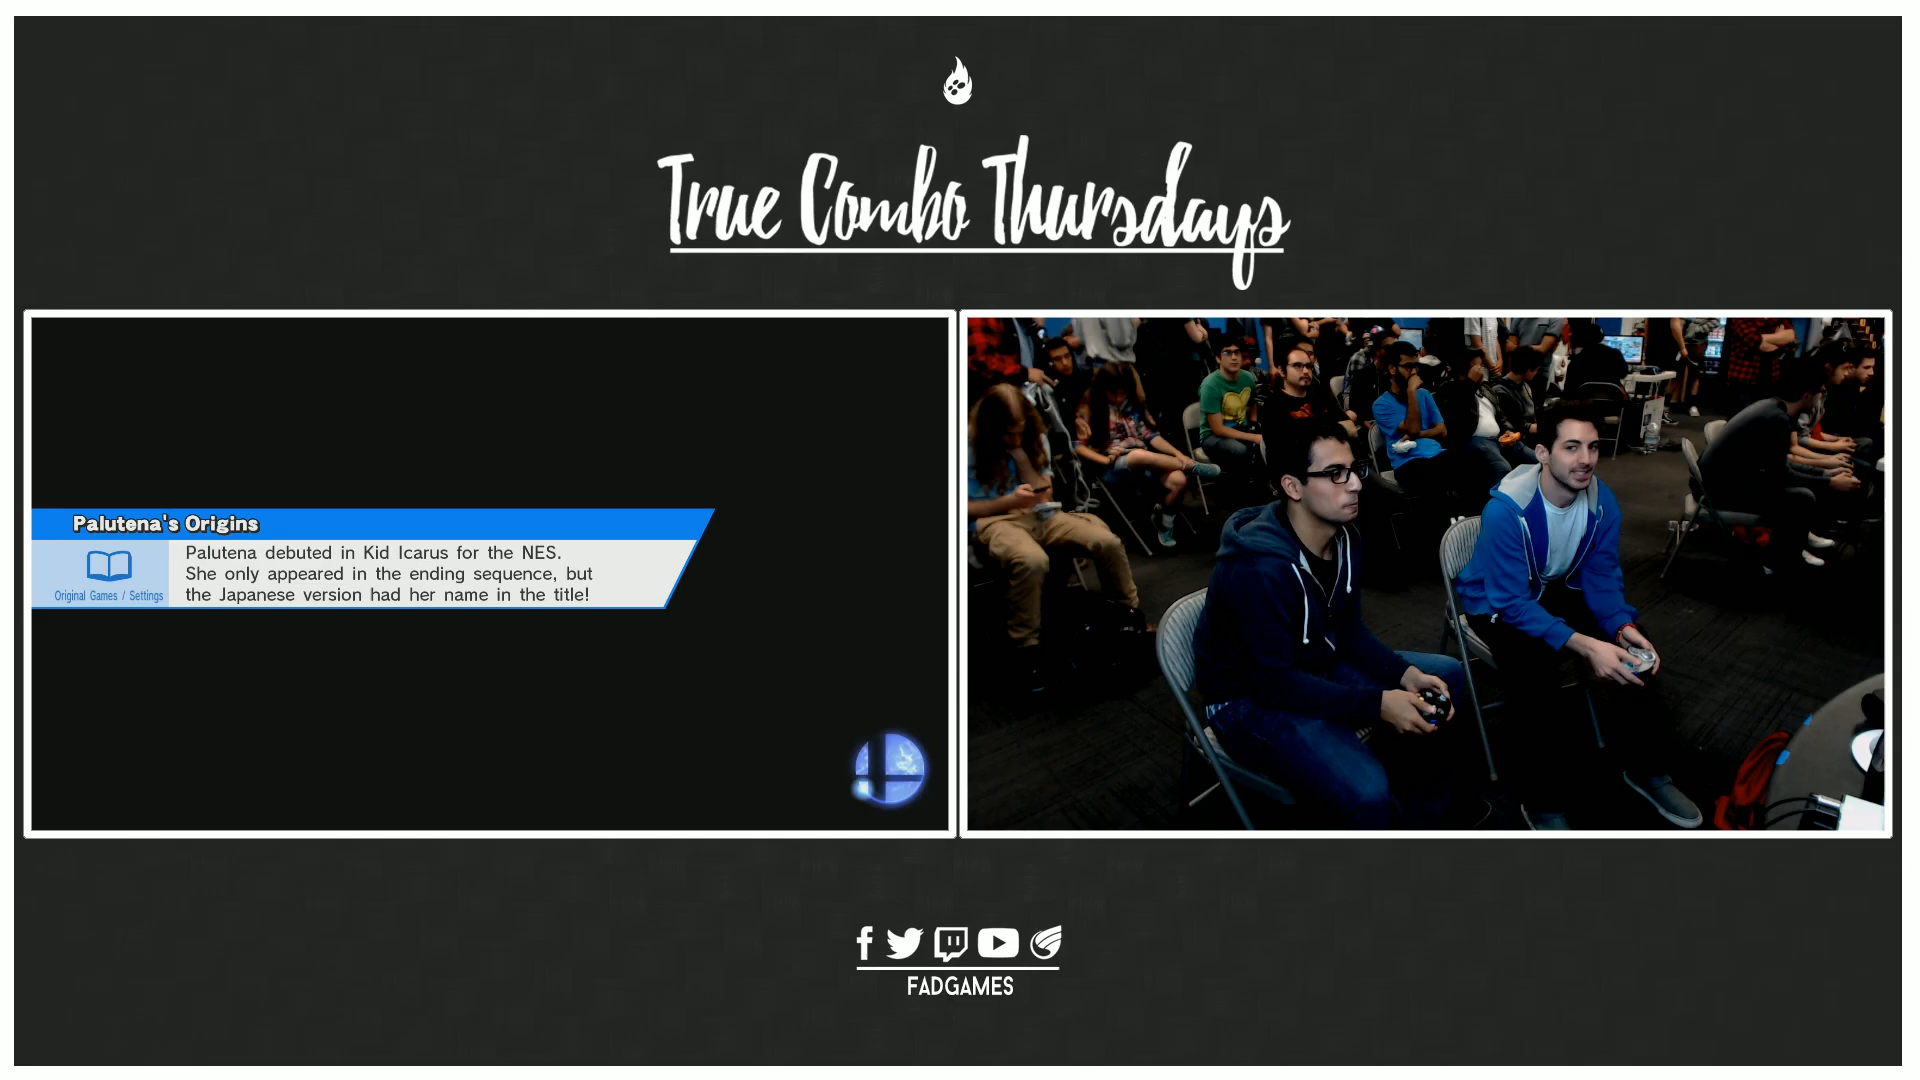 True Combo Thursdays
Palutena's Origins
Palutena debuted in Kid Icarus for the NES.
She only appeared in the ending sequence, but
the Japanese version had her name in the title!
Original Games / Settings
FADGAMES